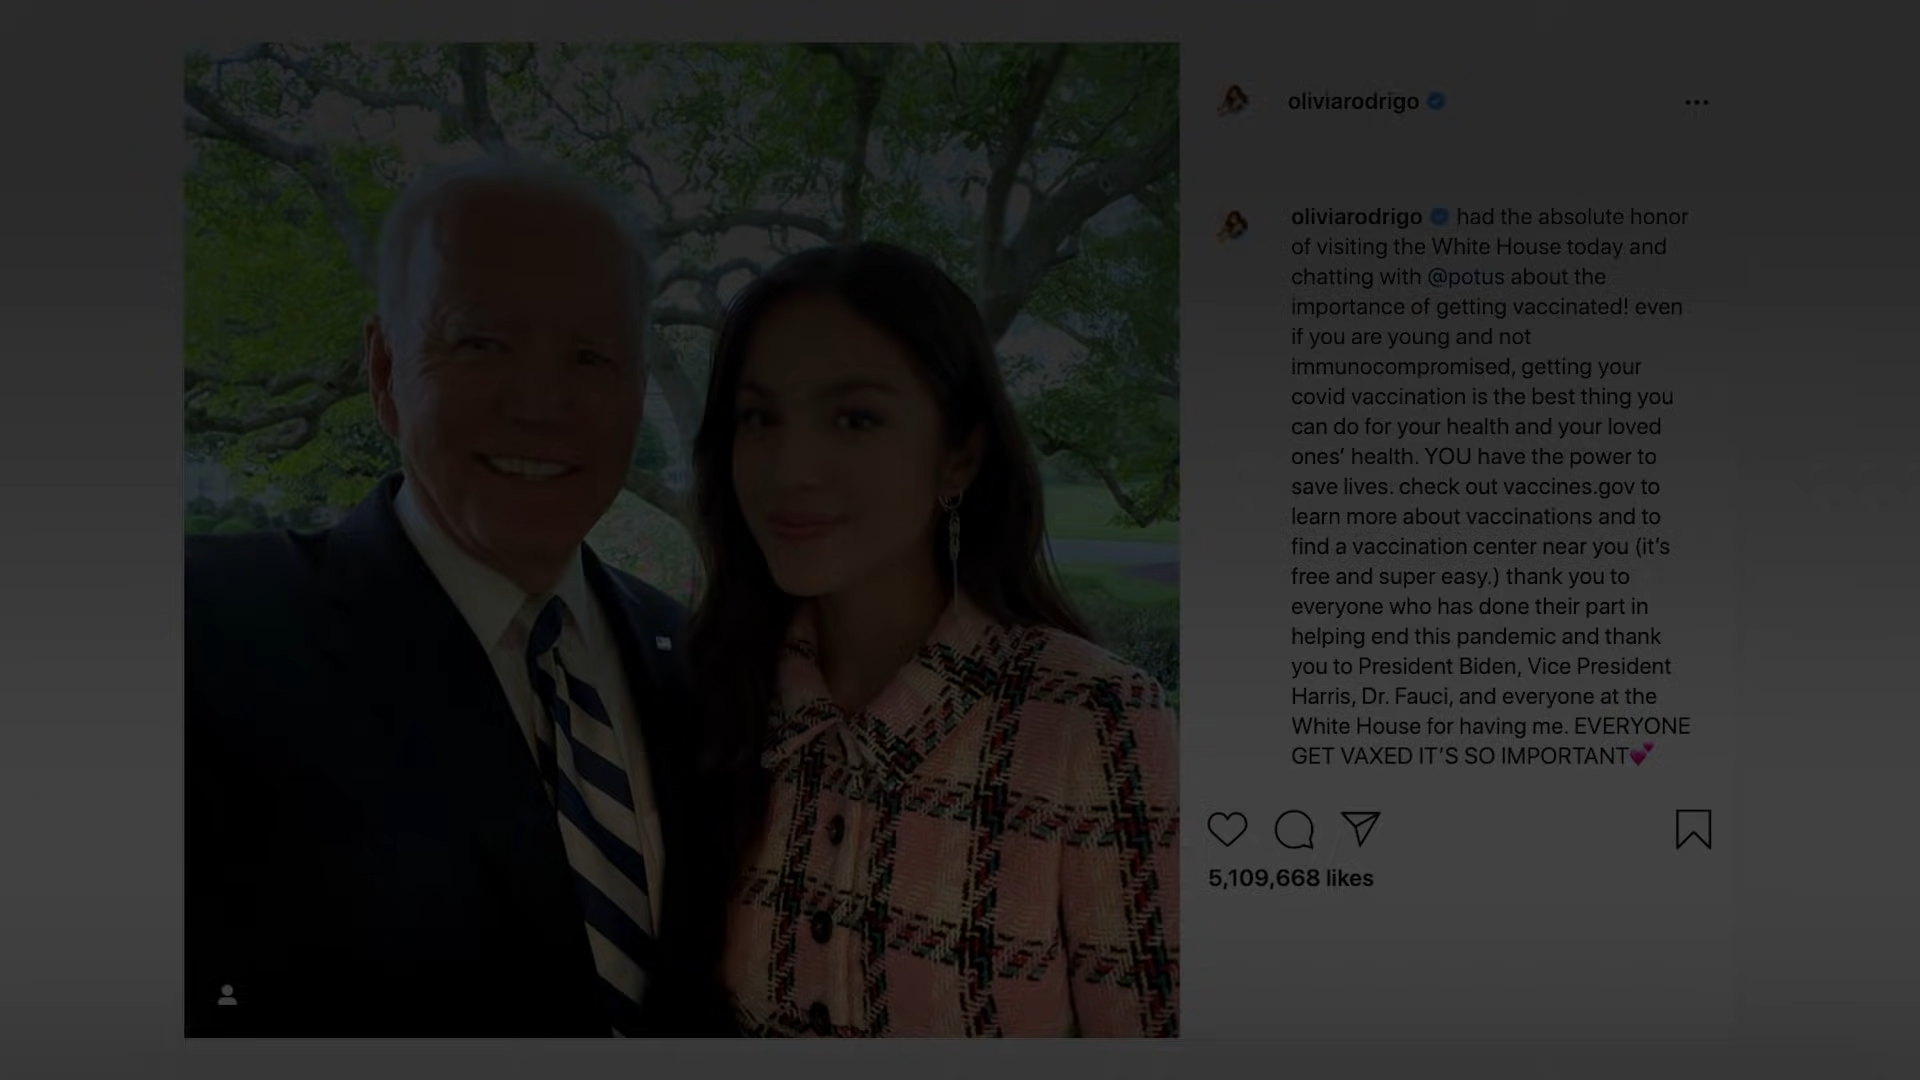 oliviarodrigo
oliviarodrigo had the absolute honor
of visiting the White House today and
chatting with @potus about the
importance of getting vaccinated! even
if you are young and not
immunocompromised, getting your
covid vaccination is the best thing you
can do for your health and your loved
ones’ health. YOU have the power to
save lives. check out vaccines.gov to
learn more about vaccinations and to
find a vaccination center near you (it’s
free and super easy.) thank you to
everyone who has done their part in
helping end this pandemic and thank
you to President Biden, Vice President
Harris, Dr. Fauci, and everyone at the
White House for having me. EVERYONE
GET VAXED IT’S SO IMPORTANT💕
5,109,668 likes